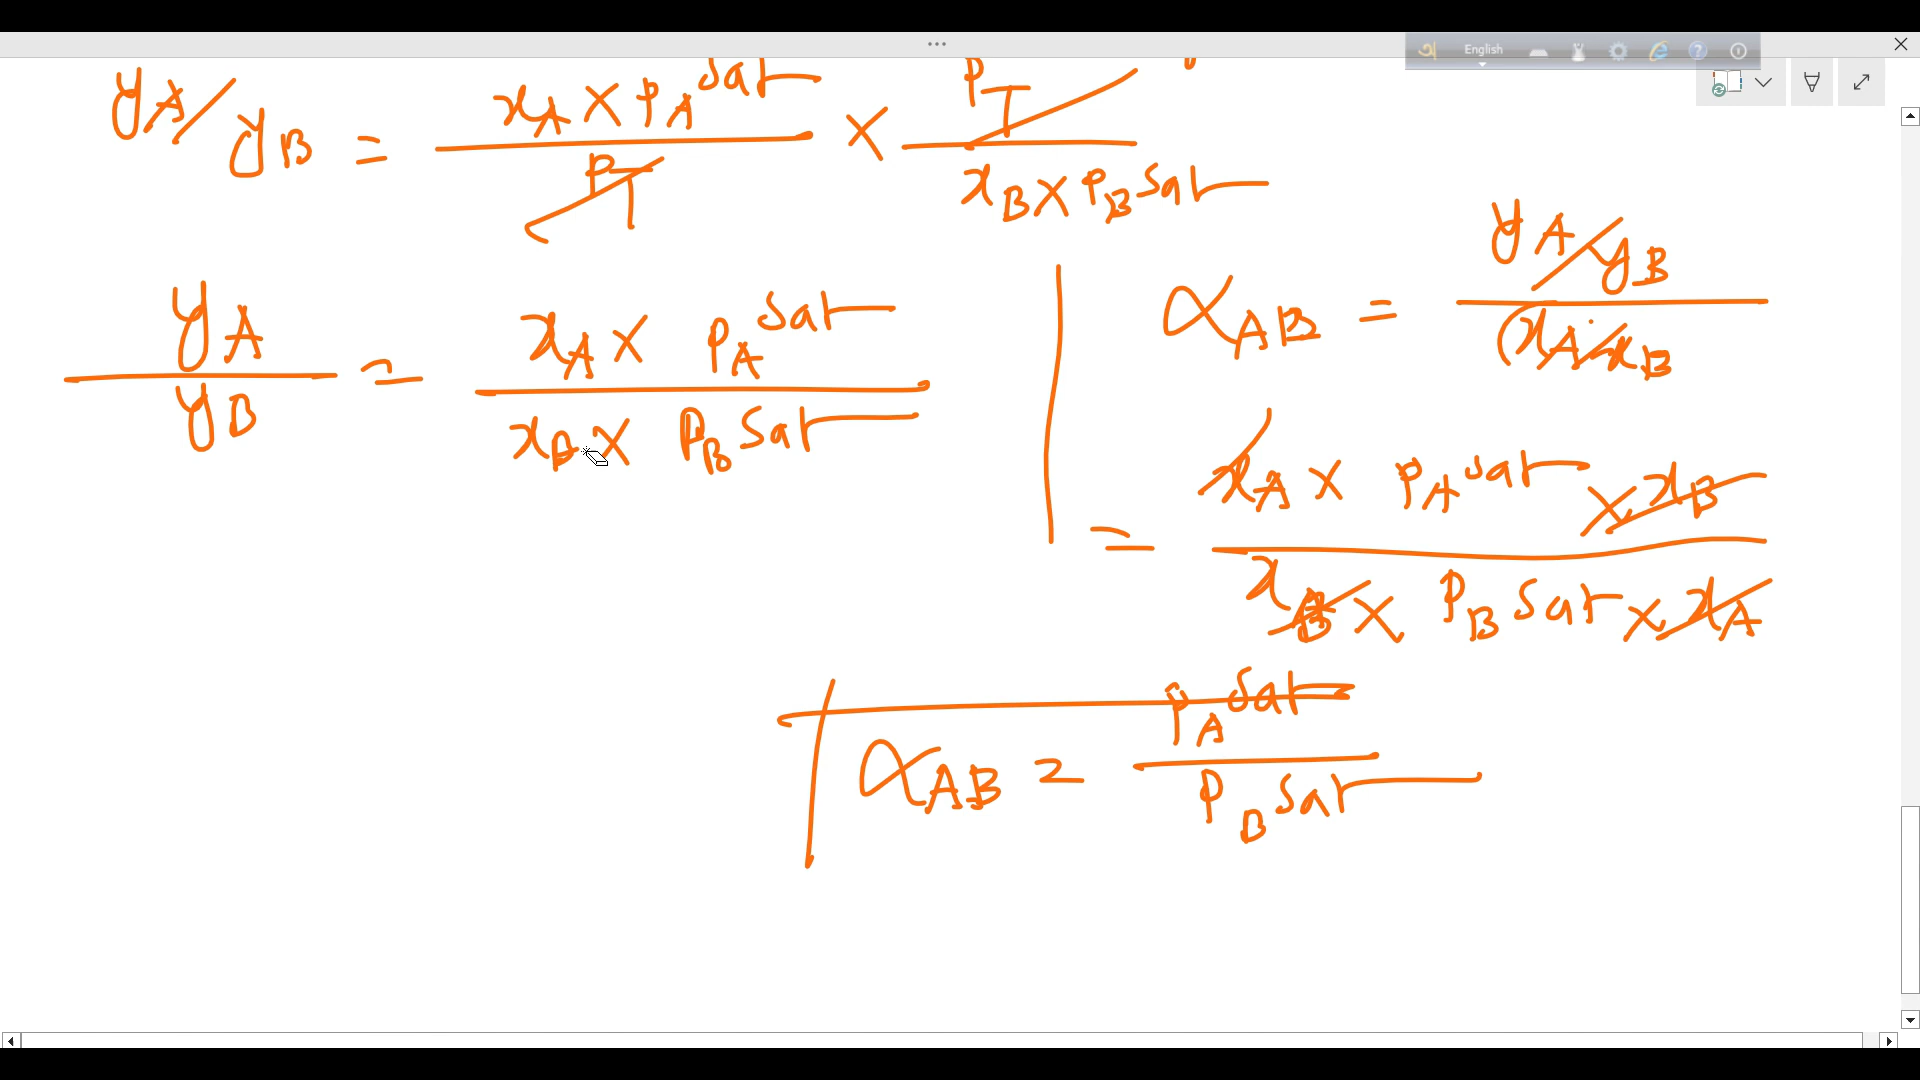 English
yA/yB = xA × PA^sat / PT × PT / xB × PB^sat
yA / yB = xA × PA^sat / xB × PB^sat
αAB = yA/yB / (xA/xB
= xA × PA^sat × xB / xB × PB^sat × xA
αAB = PA^sat / PB^sat